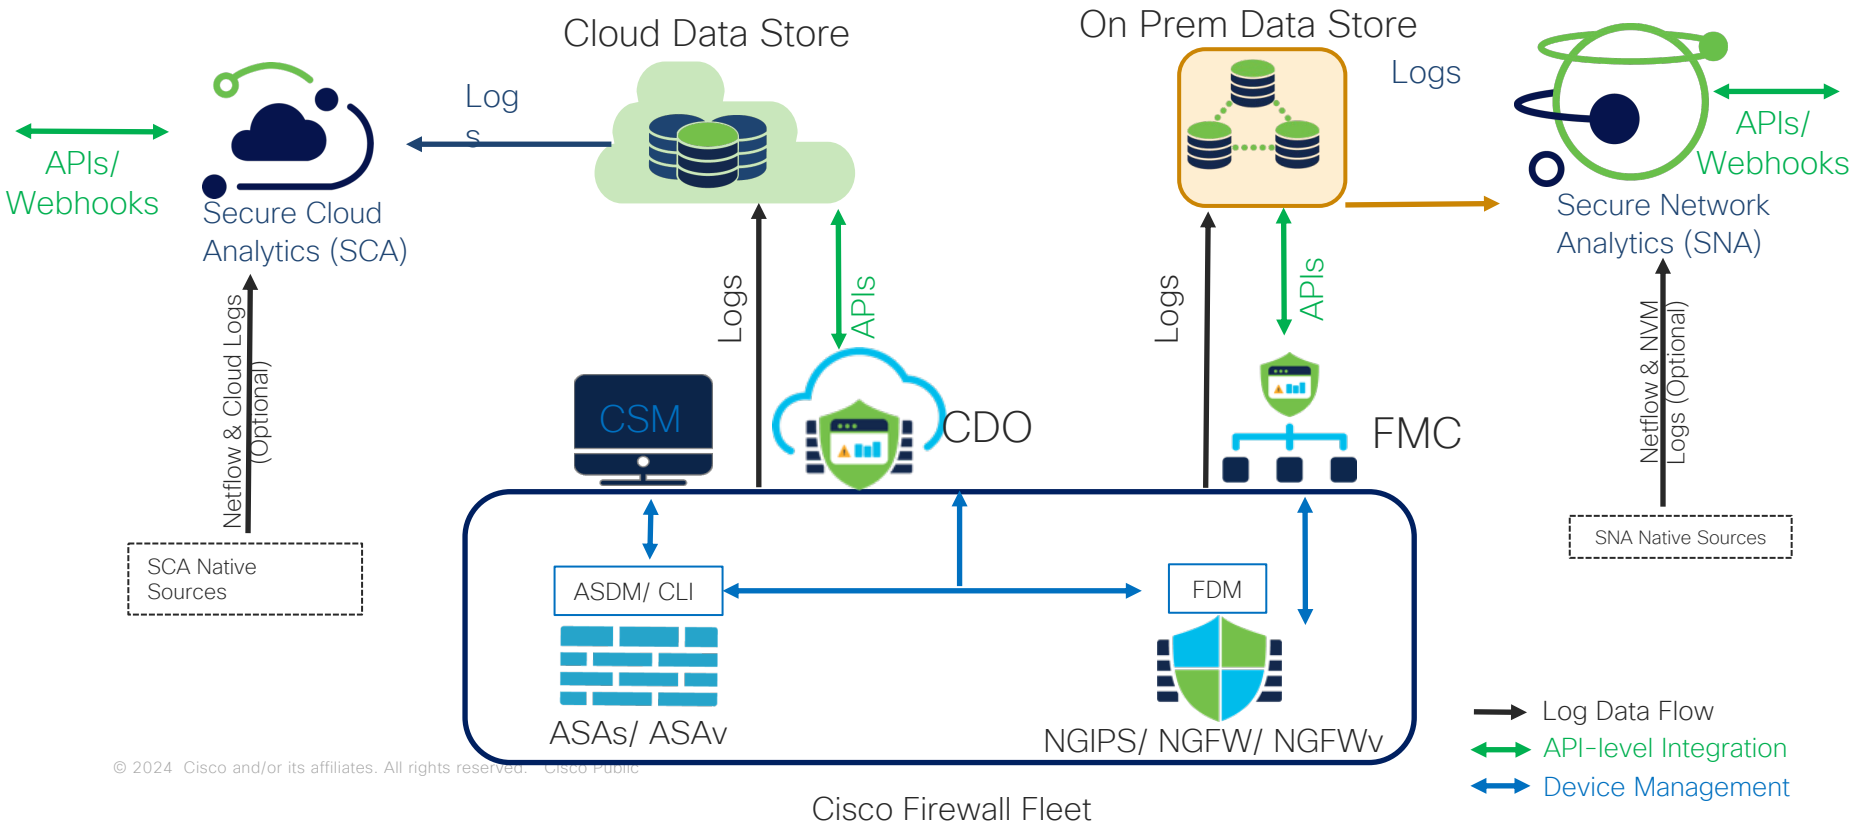 Cloud Data Store
On Prem Data Store
Logs
Logs
APIs/
Webhooks
APIs/
Webhooks
Secure Cloud
Analytics (SCA)
Secure Network
Analytics (SNA)
Logs
APIs
Logs
APIs
Netflow & Cloud Logs
(Optional)
Netflow & NVM
Logs (Optional)
CSM
CDO
FMC
SCA Native
Sources
SNA Native Sources
ASDM/ CLI
FDM
ASAs/ ASAv
NGIPS/ NGFW/ NGFWv
Log Data Flow
API-level Integration
Device Management
© 2024 Cisco and/or its affiliates. All rights reserved. Cisco Public
Cisco Firewall Fleet